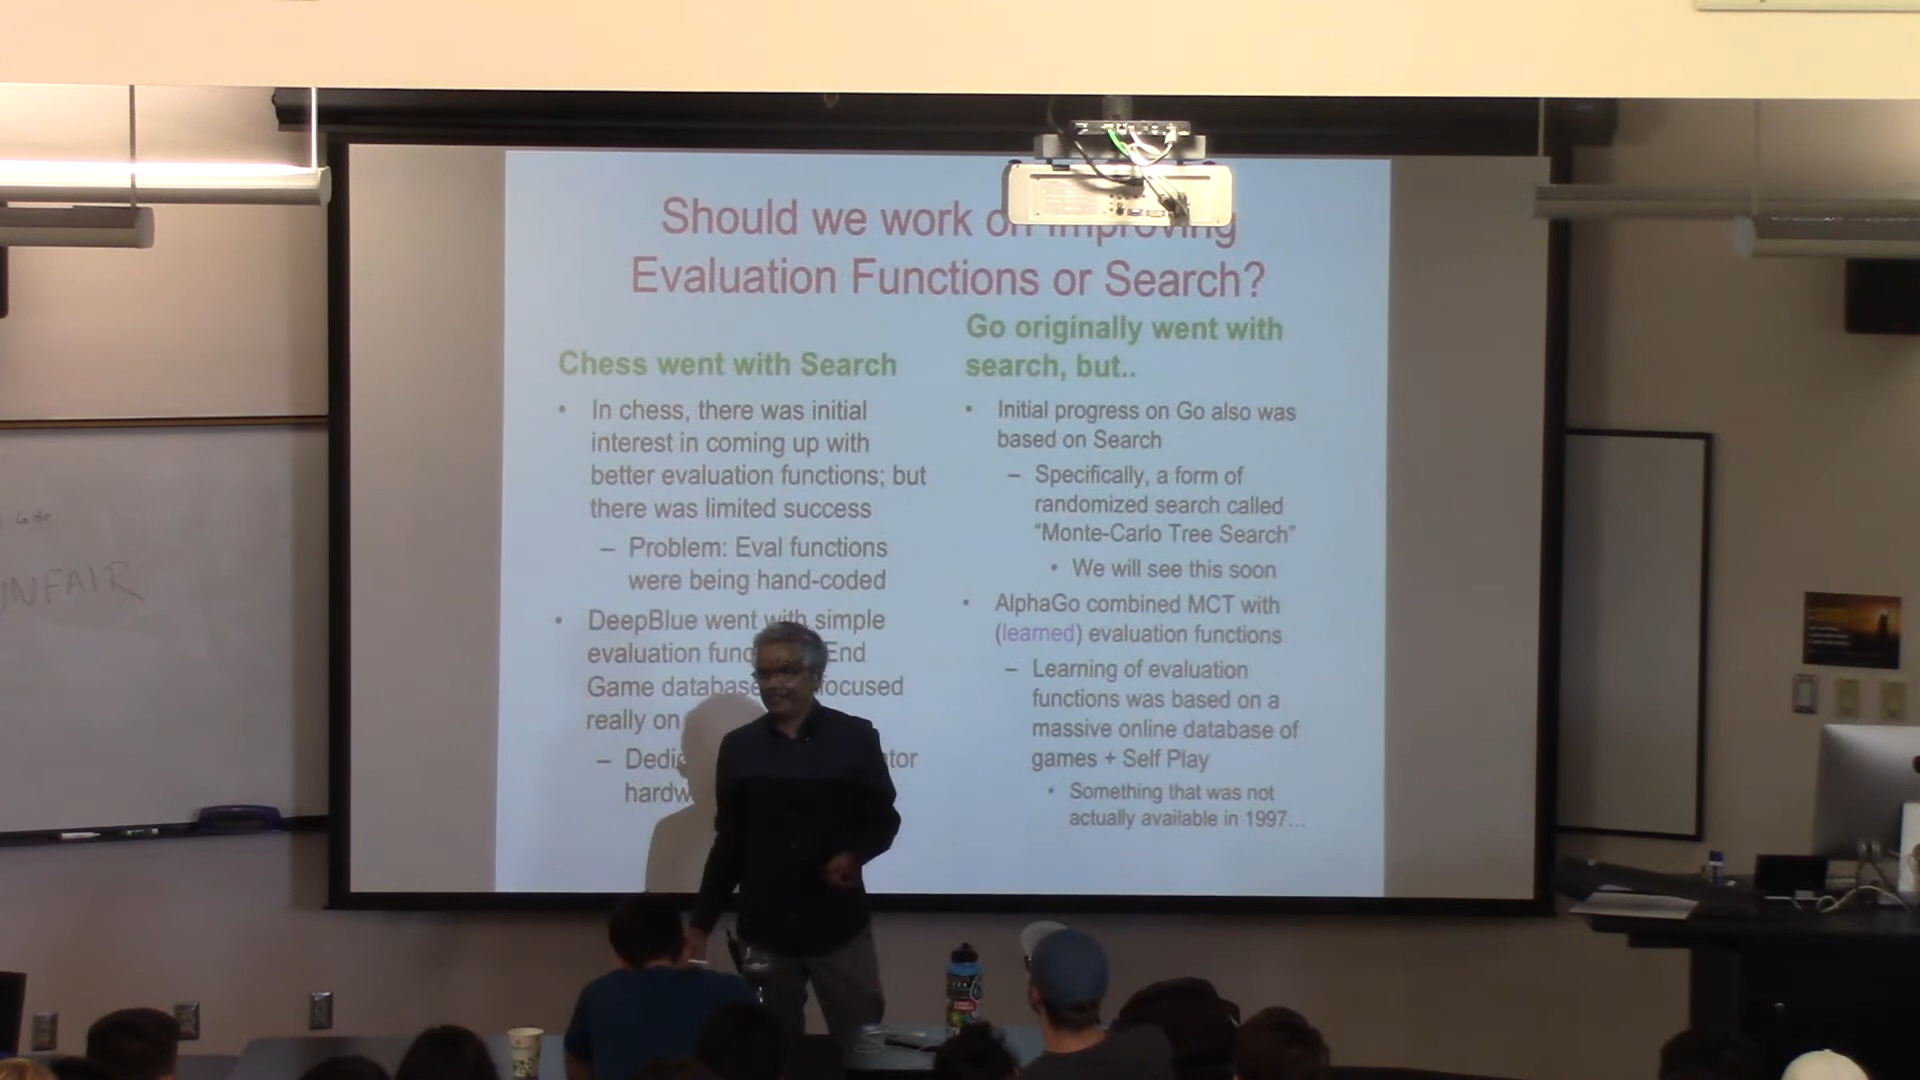 Should we work on improving
Evaluation Functions or Search?
Chess went with Search
• In chess, there was initial
interest in coming up with
better evaluation functions; but
there was limited success
– Problem: Eval functions
were being hand-coded
• DeepBlue went with simple
evaluation End
Game focused
really on
Go originally went with
search, but..
• Initial progress on Go also was
based on Search
– Specifically, a form of
randomized search called
"Monte-Carlo Tree Search"
• We will see this soon
• AlphaGo combined MCT with
(learned) evaluation functions
– Learning of evaluation
functions was based on a
massive online database of
games + Self Play
• Something that was not
actually available in 1997...
UNFAIR